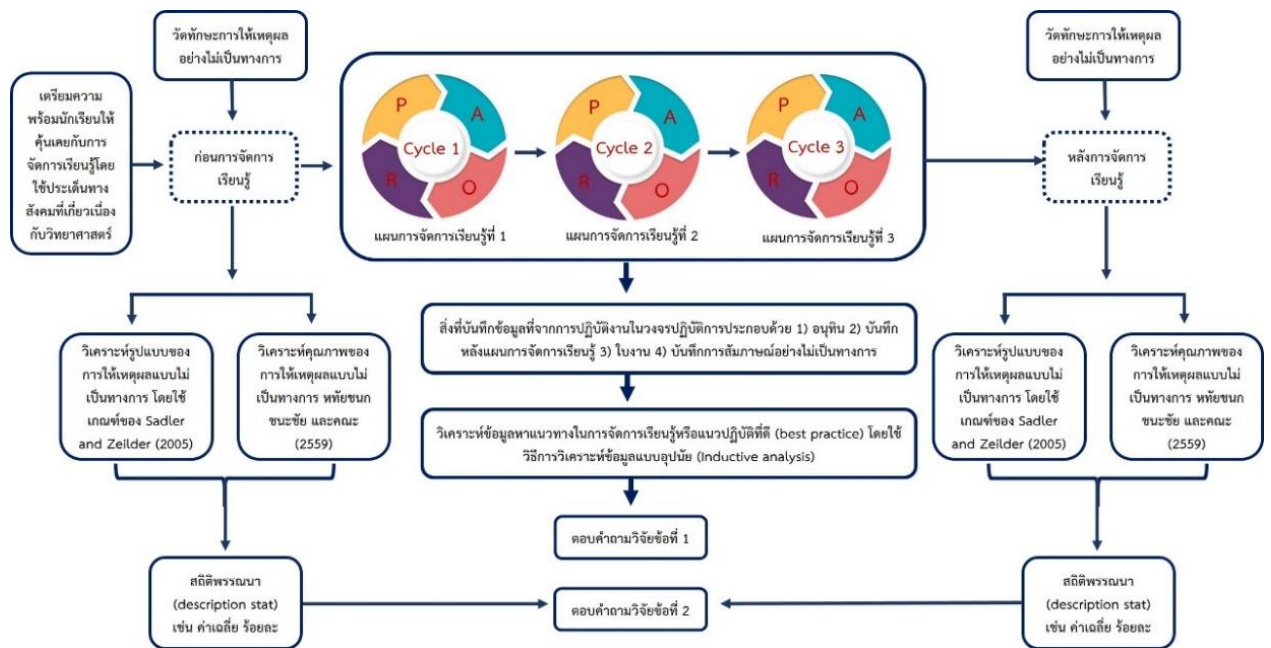 วัดทักษะการให้เหตุผล
อย่างไม่เป็นทางการ
เตรียมความ
พร้อมนักเรียนให้
คุ้นเคยกับการ
จัดการเรียนรู้โดย
ใช้ประเด็นทาง
สังคมที่เกี่ยวเนื่อง
กับวิทยาศาสตร์
ก่อนการจัดการ
เรียนรู้
P
A
R
O
Cycle 1
แผนการจัดการเรียนรู้ที่ 1
P
A
R
O
Cycle 2
แผนการจัดการเรียนรู้ที่ 2
P
A
R
O
Cycle 3
แผนการจัดการเรียนรู้ที่ 3
วัดทักษะการให้เหตุผล
อย่างไม่เป็นทางการ
หลังการจัดการ
เรียนรู้
วิเคราะห์รูปแบบของ
การให้เหตุผลแบบไม่
เป็นทางการ โดยใช้
เกณฑ์ของ Sadler
and Zeilder (2005)
วิเคราะห์คุณภาพของ
การให้เหตุผลแบบไม่
เป็นทางการ หทัยชนก
ชนะชัย และคณะ
(2559)
สิ่งที่บันทึกข้อมูลที่จากการปฏิบัติงานในวงจรปฏิบัติการประกอบด้วย 1) อนุทิน 2) บันทึก
หลังแผนการจัดการเรียนรู้ 3) ใบงาน 4) บันทึกการสัมภาษณ์อย่างไม่เป็นทางการ
วิเคราะห์ข้อมูลหาแนวทางในการจัดการเรียนรู้หรือแนวปฏิบัติที่ดี (best practice) โดยใช้
วิธีการวิเคราะห์ข้อมูลแบบอุปนัย (Inductive analysis)
วิเคราะห์รูปแบบของ
การให้เหตุผลแบบไม่
เป็นทางการ โดยใช้
เกณฑ์ของ Sadler
and Zeilder (2005)
วิเคราะห์คุณภาพของ
การให้เหตุผลแบบไม่
เป็นทางการ หทัยชนก
ชนะชัย และคณะ
(2559)
ตอบคำถามวิจัยข้อที่ 1
สถิติพรรณนา
(description stat)
เช่น ค่าเฉลี่ย ร้อยละ
ตอบคำถามวิจัยข้อที่ 2
สถิติพรรณนา
(description stat)
เช่น ค่าเฉลี่ย ร้อยละ